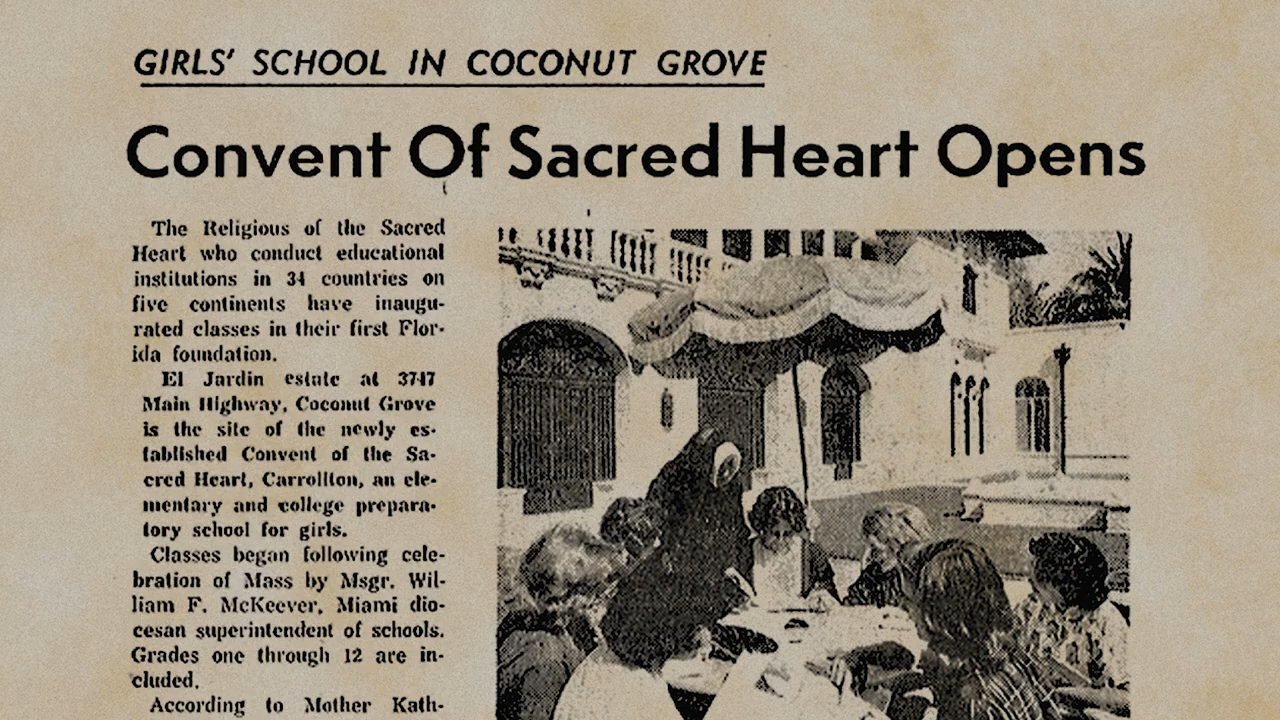 GIRLS' SCHOOL IN COCONUT GROVE
Convent Of Sacred Heart Opens
The Religious of the Sacred
Heart who conduct educational
institutions in 34 countries on
five continents have inaugu-
rated classes in their first Flor-
ida foundation.
El Jardin estate at 3747
Main Highway, Coconut Grove
is the site of the newly es-
tablished Convent of the Sa-
cred Heart, Carrollton, an ele-
mentary and college prepara-
tory school for girls.
Classes began following cele-
bration of Mass by Msgr. Wil-
liam F. McKeever, Miami dio-
cesan superintendent of schools.
Grades one through 12 are in-
cluded.
According to Mother Kath-